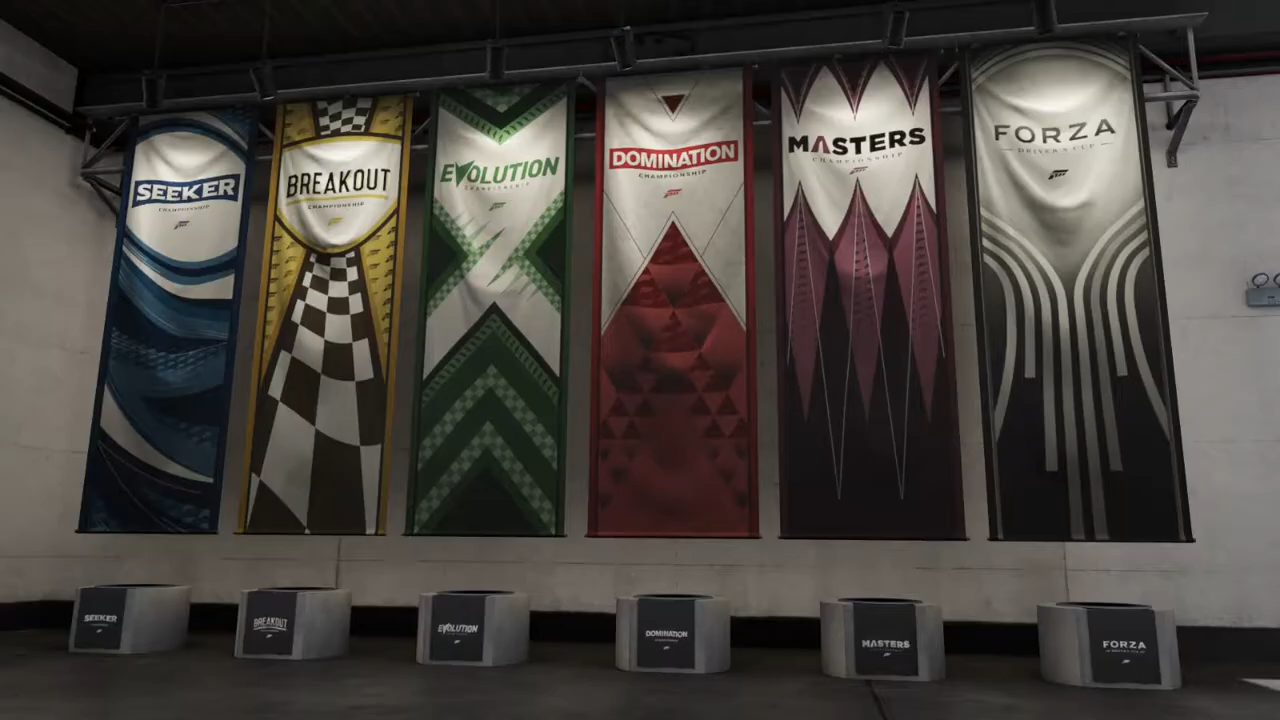 SEEKER
CHAMPIONSHIP
BREAKOUT
CHAMPIONSHIP
EVOLUTION
CHAMPIONSHIP
DOMINATION
CHAMPIONSHIP
MASTERS
CHAMPIONSHIP
FORZA
DRIVER'S CUP
SEEKER
BREAKOUT
EVOLUTION
DOMINATION
MASTERS
FORZA